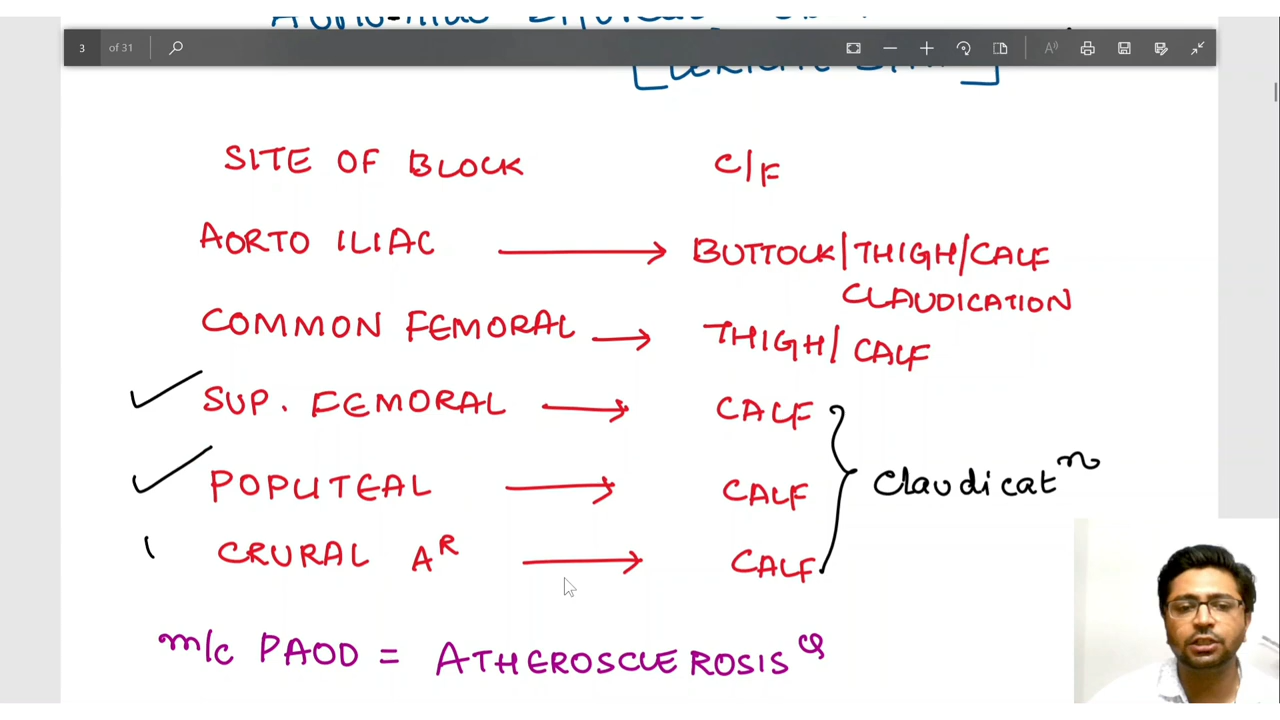 3 of 31
SITE OF BLOCK C/F
AORTO ILIAC → BUTTOCK/THIGH/CALF
CLAUDICATION
COMMON FEMORAL → THIGH/CALF
SUP. FEMORAL → CALF
POPLITEAL → CALF
Claudicatn
CRURAL AR → CALF
m/c PAOD = ATHEROSCLEROSIS